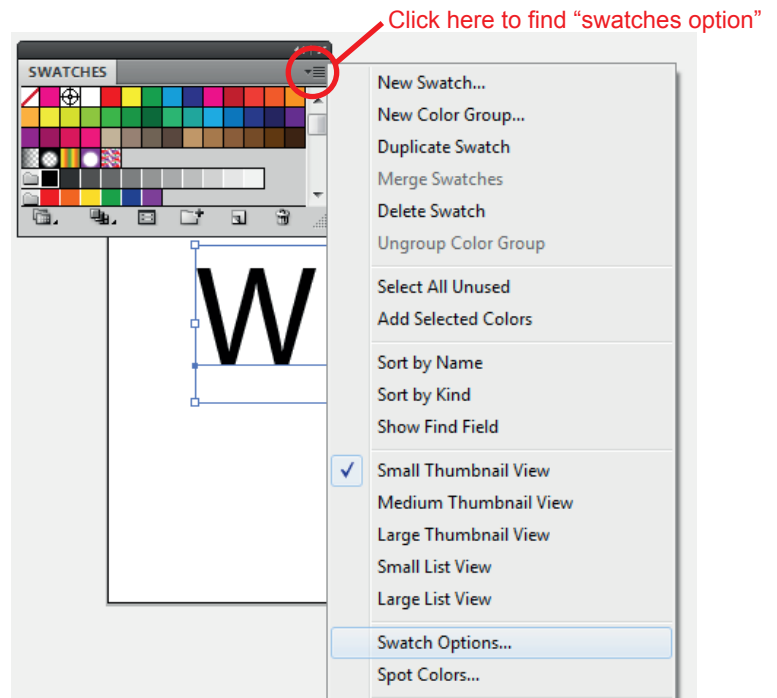 Click here to find “swatches option”
SWATCHES
New Swatch...
New Color Group...
Duplicate Swatch
Merge Swatches
Delete Swatch
Ungroup Color Group
Select All Unused
Add Selected Colors
Sort by Name
Sort by Kind
Show Find Field
Small Thumbnail View
Medium Thumbnail View
Large Thumbnail View
Small List View
Large List View
Swatch Options...
Spot Colors...
W